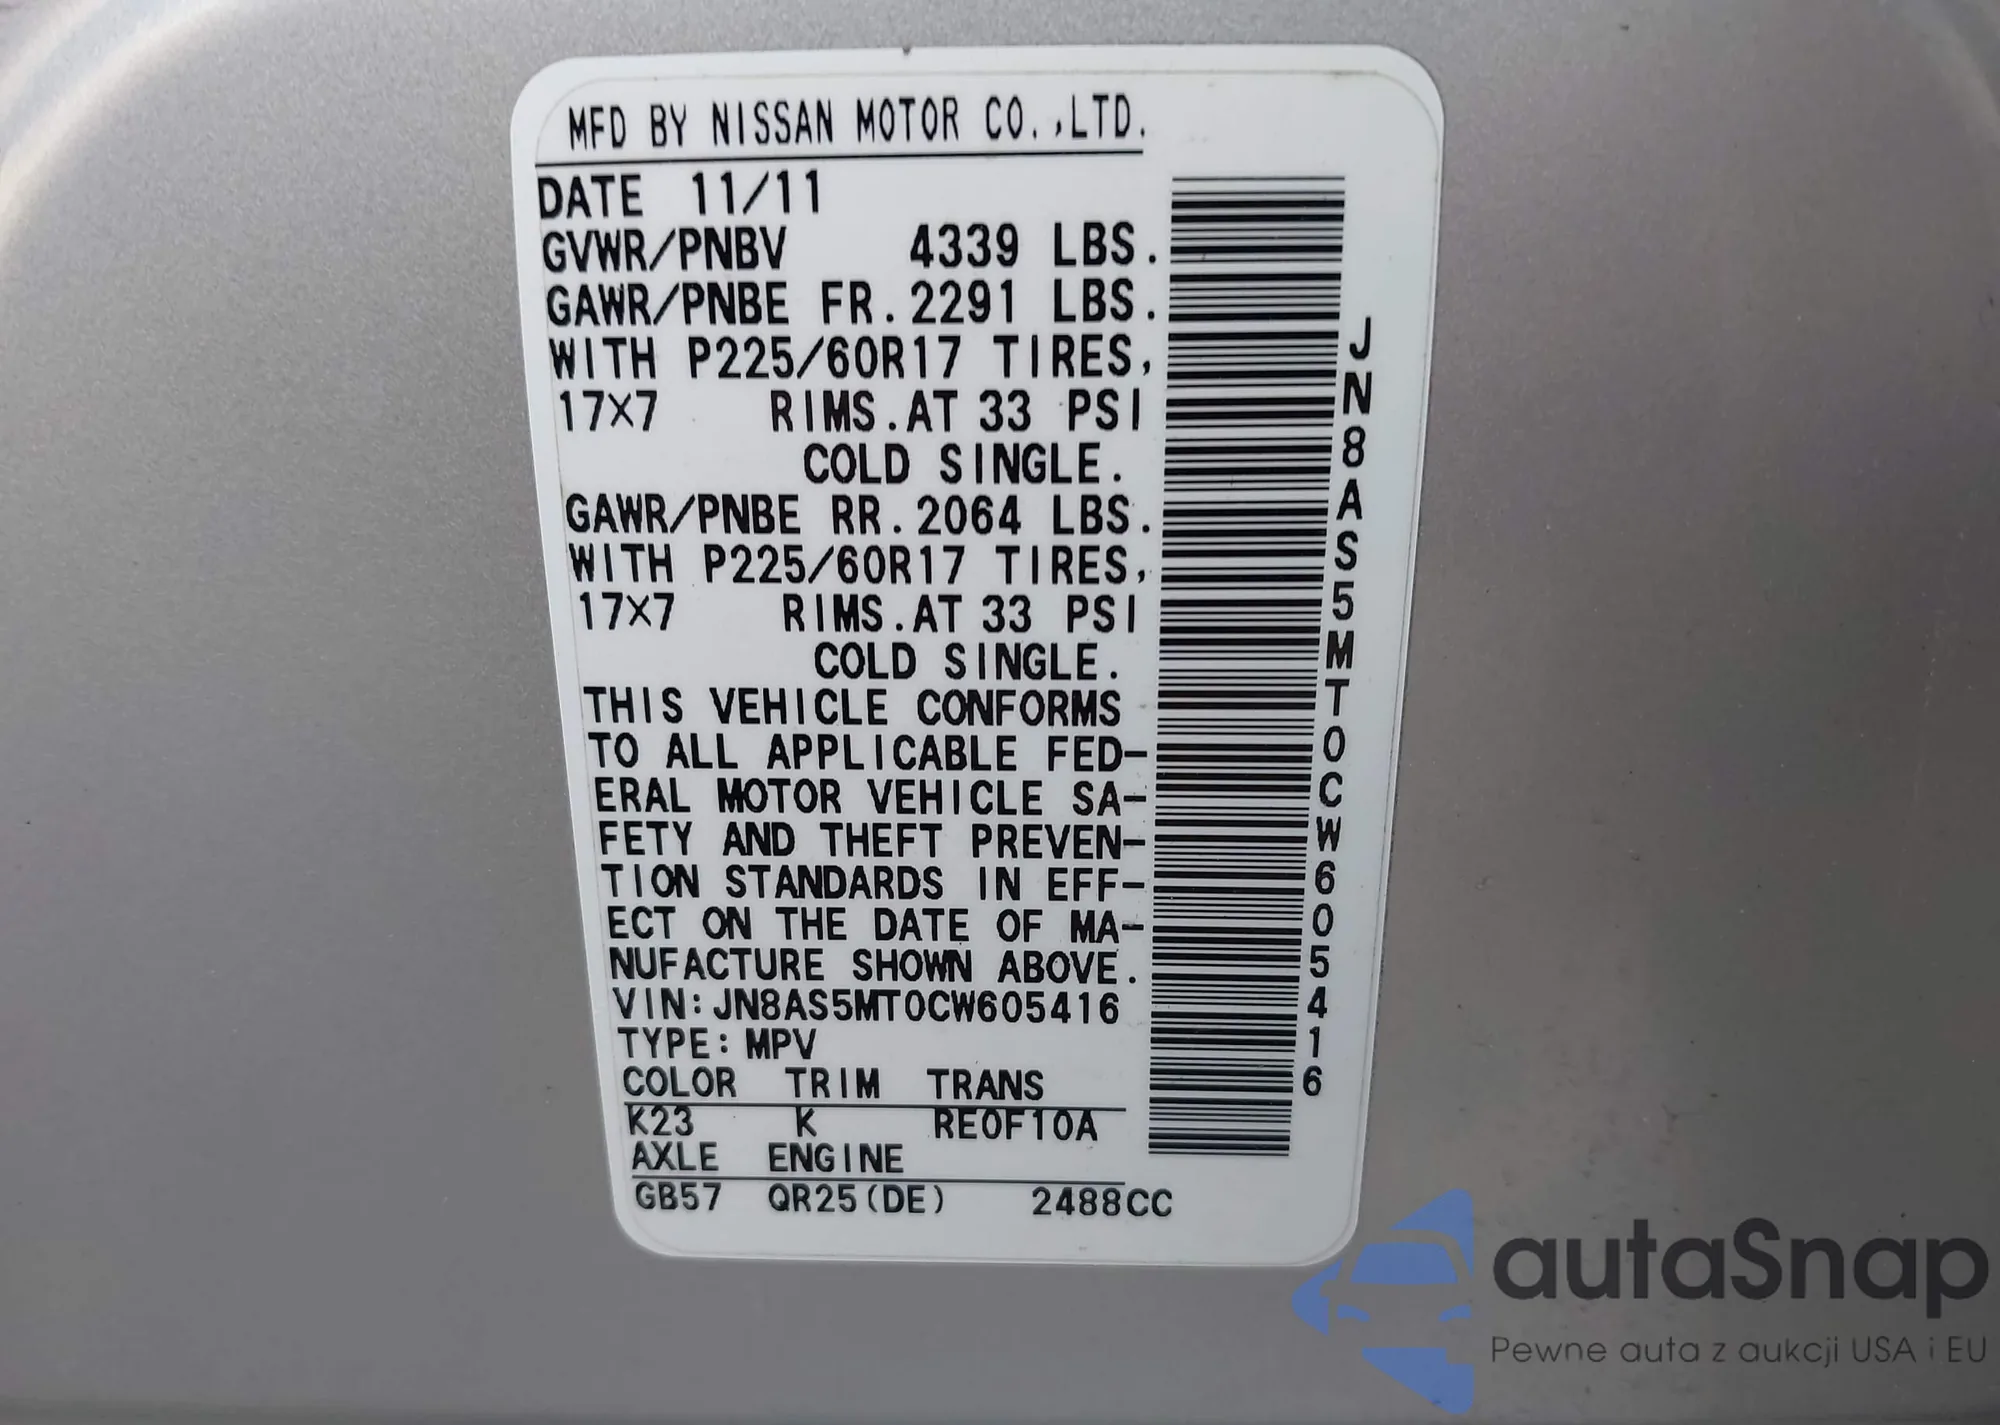 MFD BY NISSAN MOTOR CO.,LTD.
DATE 11/11
GVWR/PNBV 4339 LBS.
GAWR/PNBE FR.2291 LBS.
WITH P225/60R17 TIRES,
17X7 RIMS.AT 33 PSI
COLD SINGLE.
GAWR/PNBE RR.2064 LBS.
WITH P225/60R17 TIRES,
17X7 RIMS.AT 33 PSI
COLD SINGLE.
THIS VEHICLE CONFORMS
TO ALL APPLICABLE FED-
ERAL MOTOR VEHICLE SA-
FETY AND THEFT PREVEN-
TION STANDARDS IN EFF-
ECT ON THE DATE OF MA-
NUFACTURE SHOWN ABOVE.
VIN:JN8AS5MT0CW605416
TYPE:MPV
COLOR TRIM TRANS
K23 K RE0F10A
AXLE ENGINE
GB57 QR25(DE) 2488CC
JN8AS5MT0CW605416
autaSnap
Pewne auta z aukcji USA i EU